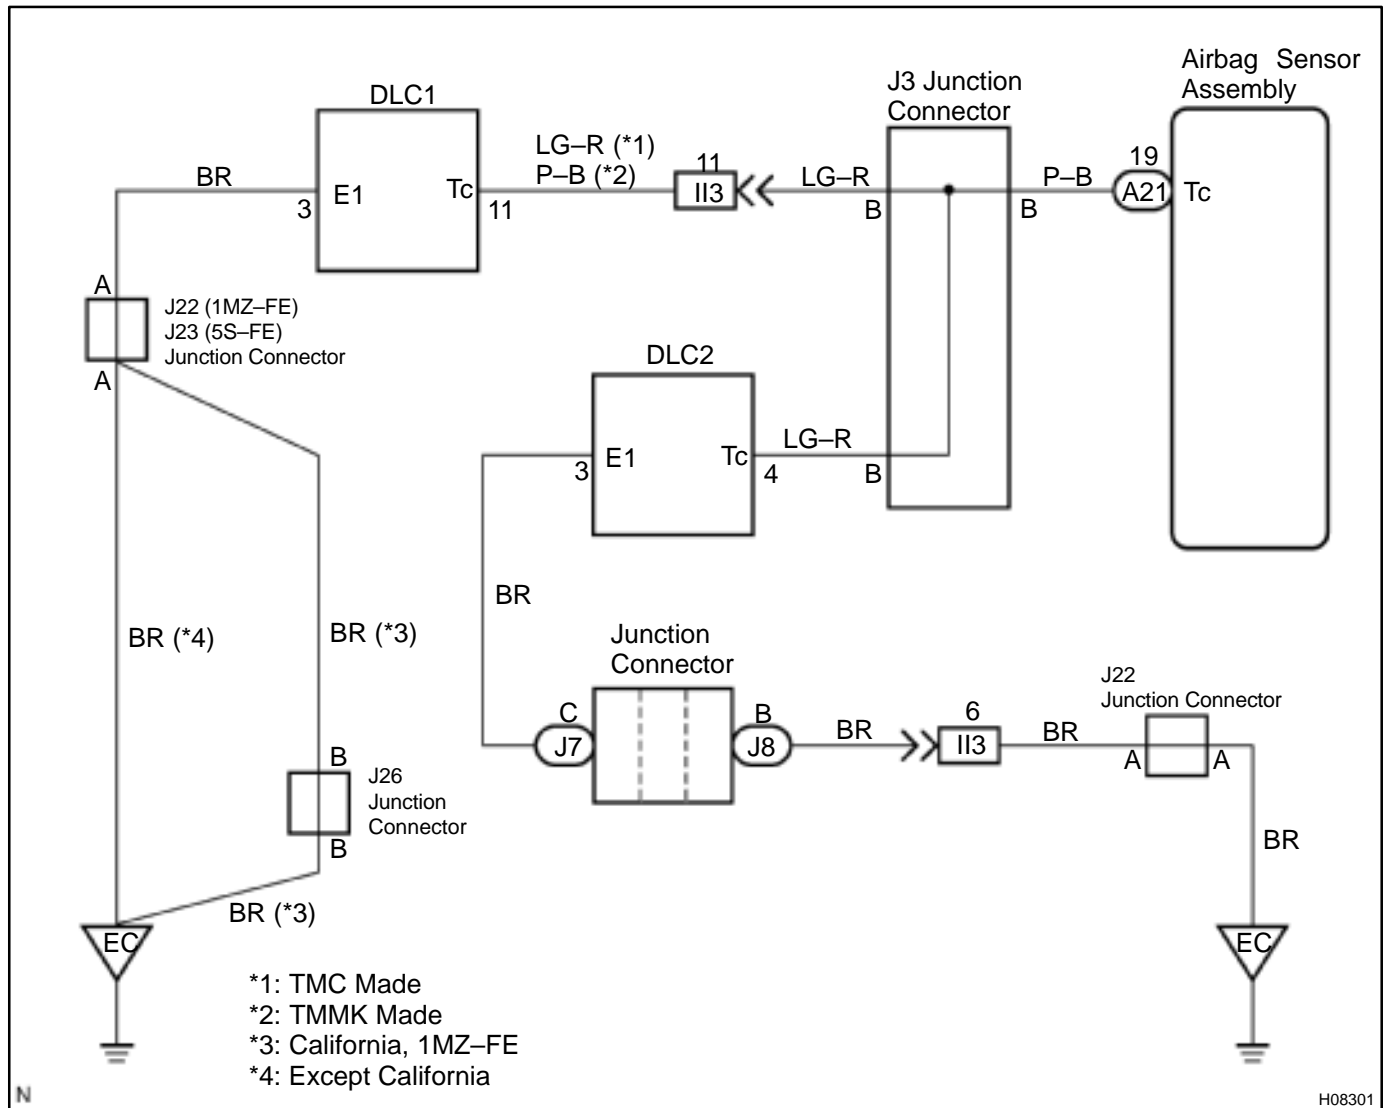 Airbag Sensor
Assembly
J3 Junction
Connector
DLC1
LG–R (*1)
P–B (*2)
11
II3
BR
3
E1
Tc
11
LG–R
B
B
P–B
19
A21
Tc
A
J22 (1MZ–FE)
J23 (5S–FE)
Junction Connector
A
DLC2
3
E1
Tc
4
LG–R
B
BR
BR (*4)
BR (*3)
Junction
Connector
C
J7
B
J8
BR
6
II3
BR
J22
Junction Connector
A
A
BR
B
J26
Junction
Connector
B
BR (*3)
EC
EC
*1: TMC Made
*2: TMMK Made
*3: California, 1MZ–FE
*4: Except California
N
H08301